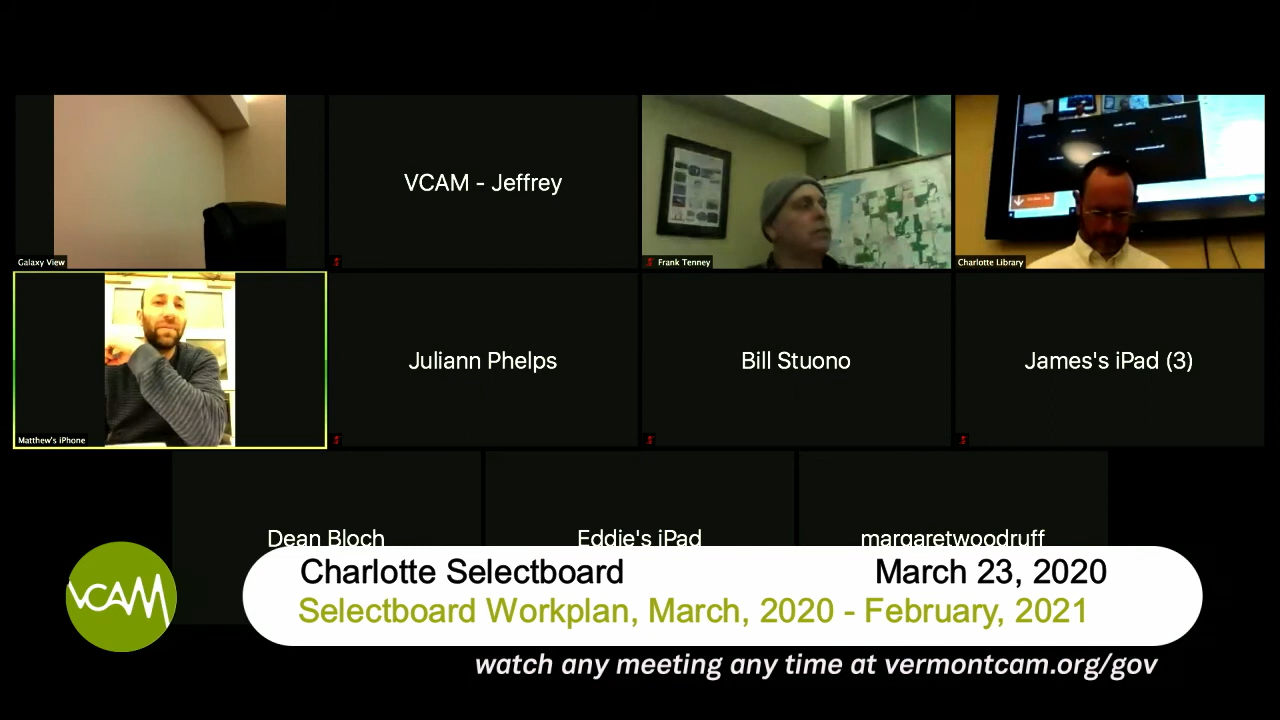 VCAM - Jeffrey
Galaxy View
Frank Tenney
Charlotte Library
Juliann Phelps
Bill Stuono
James's iPad (3)
Matthew's iPhone
Dean Bloch
Eddie's iPad
margaretwoodruff
VCAM
Charlotte Selectboard
March 23, 2020
Selectboard Workplan, March, 2020 - February, 2021
watch any meeting any time at vermontcam.org/gov